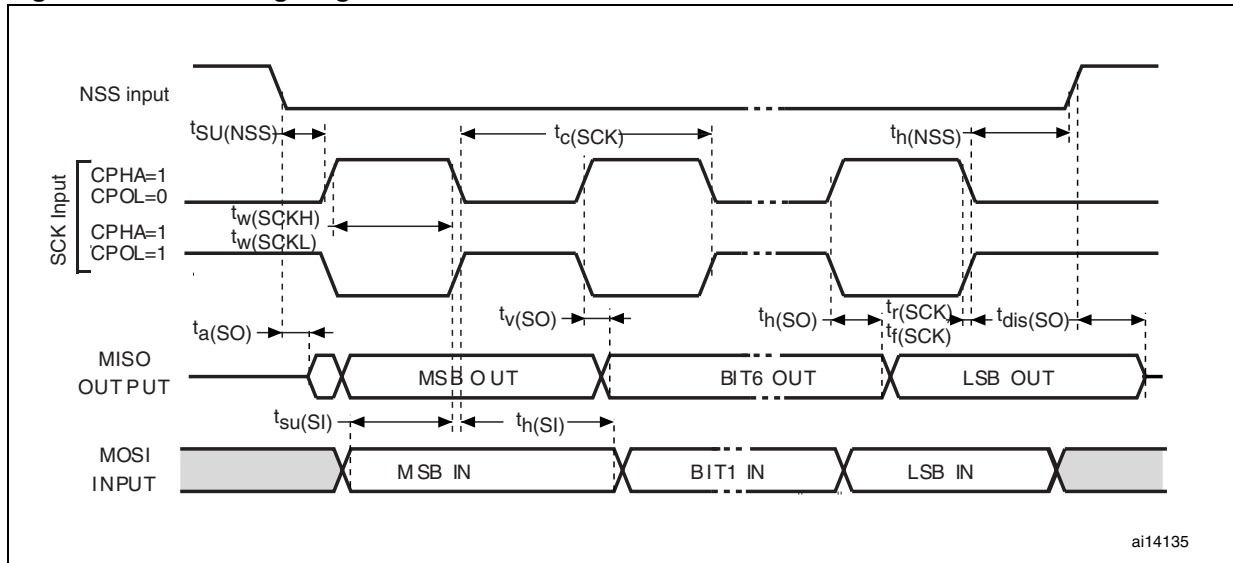 NSS input
tSU(NSS)
tc(SCK)
th(NSS)
SCK Input
CPHA=1
CPOL=0
tw(SCKH)
tw(SCKL)
CPHA=1
CPOL=1
ta(SO)
tv(SO)
th(SO)
tr(SCK)
tf(SCK)
tdis(SO)
MISO
OUTPUT
MSB OUT
BIT6 OUT
LSB OUT
tsu(SI)
th(SI)
MOSI
INPUT
MSB IN
BIT1 IN
LSB IN
ai14135